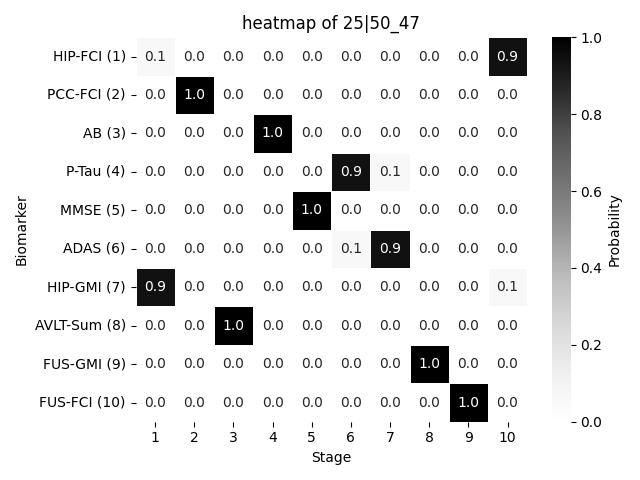 heatmap of 25|50_47
HIP-FCI (1) 0.1 0.0 0.0 0.0 0.0 0.0 0.0 0.0 0.0 0.9
PCC-FCI (2) 0.0 1.0 0.0 0.0 0.0 0.0 0.0 0.0 0.0 0.0
AB (3) 0.0 0.0 0.0 1.0 0.0 0.0 0.0 0.0 0.0 0.0
P-Tau (4) 0.0 0.0 0.0 0.0 0.0 0.9 0.1 0.0 0.0 0.0
MMSE (5) 0.0 0.0 0.0 0.0 1.0 0.0 0.0 0.0 0.0 0.0
ADAS (6) 0.0 0.0 0.0 0.0 0.0 0.1 0.9 0.0 0.0 0.0
HIP-GMI (7) 0.9 0.0 0.0 0.0 0.0 0.0 0.0 0.0 0.0 0.1
AVLT-Sum (8) 0.0 0.0 1.0 0.0 0.0 0.0 0.0 0.0 0.0 0.0
FUS-GMI (9) 0.0 0.0 0.0 0.0 0.0 0.0 0.0 1.0 0.0 0.0
FUS-FCI (10) 0.0 0.0 0.0 0.0 0.0 0.0 0.0 0.0 1.0 0.0
1 2 3 4 5 6 7 8 9 10
Stage
Biomarker
1.0
0.8
0.6
0.4
0.2
0.0
Probability